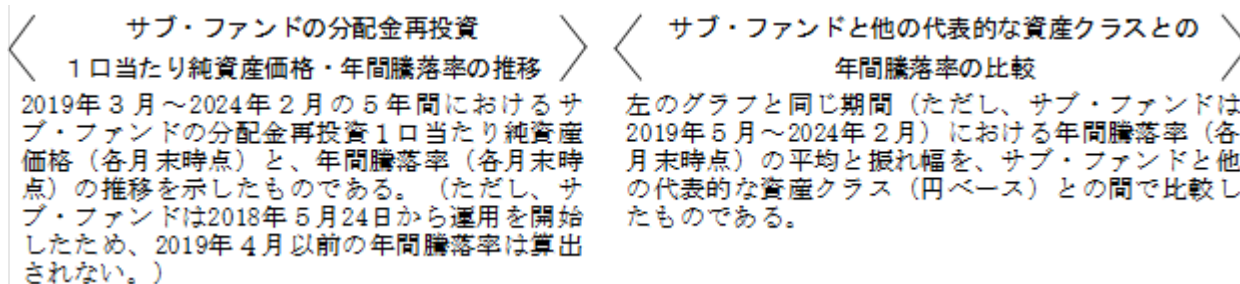 サブ・ファンドの分配金再投資
1口当たり純資産価格・年間騰落率の推移
2019年3月～2024年2月の5年間におけるサ
ブ・ファンドの分配金再投資1口当たり純資産
価格（各月末時点）と、年間騰落率（各月末時
点）の推移を示したものである。（ただし、サ
ブ・ファンドは2018年5月24日から運用を開始
したため、2019年4月以前の年間騰落率は算出
されない。）
サブ・ファンドと他の代表的な資産クラスとの
年間騰落率の比較
左のグラフと同じ期間（ただし、サブ・ファンドは
2019年5月～2024年2月）における年間騰落率（各
月末時点）の平均と振れ幅を、サブ・ファンドと他
の代表的な資産クラス（円ベース）との間で比較し
たものである。